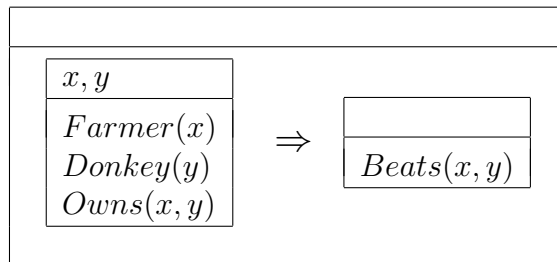 x, y
Farmer(x)
Donkey(y)
Owns(x, y)
⇒
Beats(x, y)